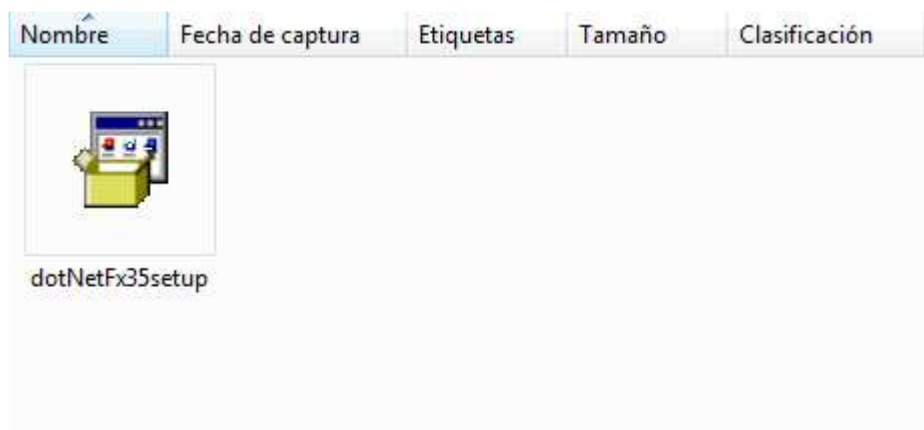 Nombre Fecha de captura Etiquetas Tamaño Clasificación
dotNetFx35setup